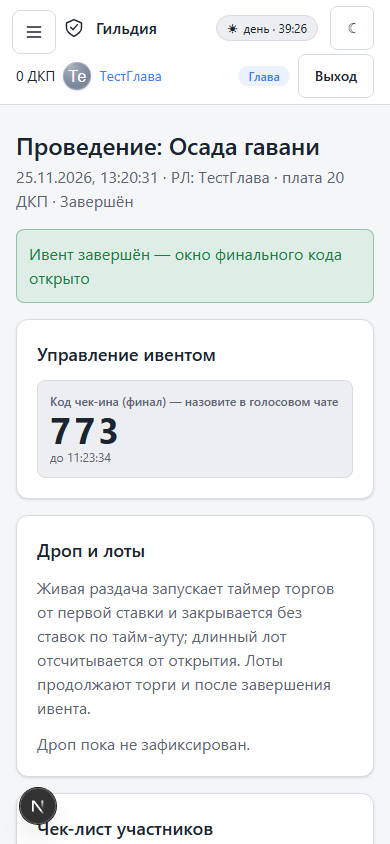 Гильдия
день · 39:26
0 ДКП
Te
ТестГлава
Глава
Выход
Проведение: Осада гавани
25.11.2026, 13:20:31 · РЛ: ТестГлава · плата 20
ДКП · Завершён
Ивент завершён — окно финального кода
открыто
Управление ивентом
Код чек-ина (финал) — назовите в голосовом чате
773
до 11:23:34
Дроп и лоты
Живая раздача запускает таймер торгов
от первой ставки и закрывается без
ставок по тайм-ауту; длинный лот
отсчитывается от открытия. Лоты
продолжают торги и после завершения
ивента.
Дроп пока не зафиксирован.
N
Чек-лист участников